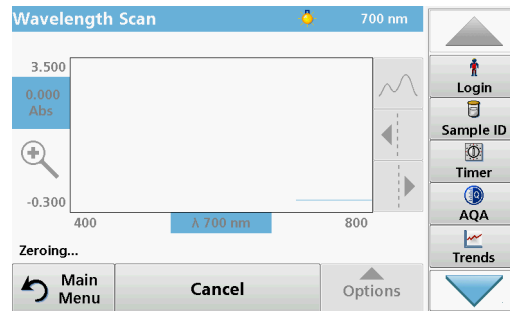 Wavelength Scan
700 nm
3.500
0.000
Abs
-0.300
400
λ 700 nm
800
Zeroing...
Main
Menu
Cancel
Options
Login
Sample ID
Timer
AQA
Trends